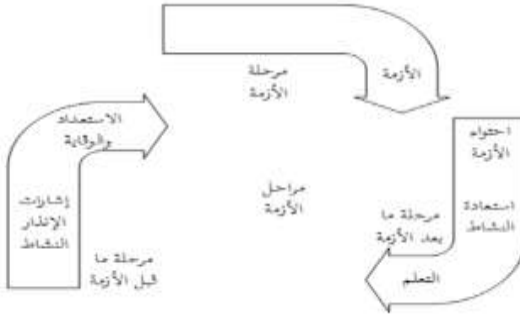 الأزمة
مرحلة
الأزمة
الاستعداد
والوقاية
احتواء
الأزمة
إشارات
الإنذار
النشاط
مراحل
الأزمة
استعادة
النشاط
مرحلة ما
بعد الأزمة
مرحلة ما
قبل الأزمة
التعلم